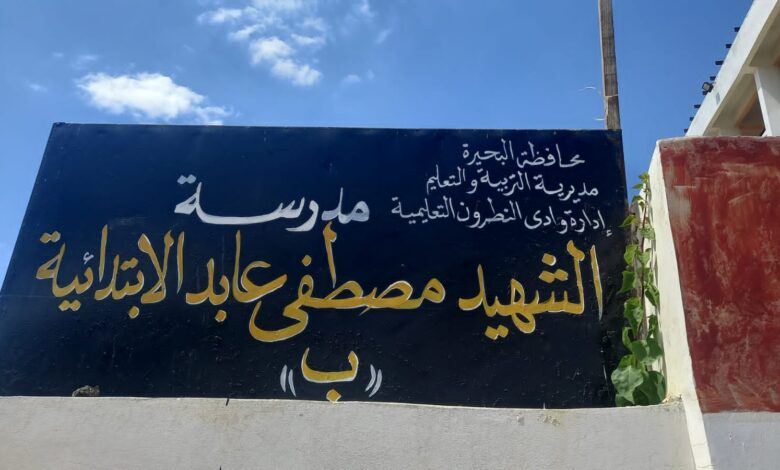 محافظة البحيرة
مديرية التربية والتعليم
إدارة وادى النطرون التعليمية
مدرسة
الشهيد مصطفى عابد الابتدائية
((ب))